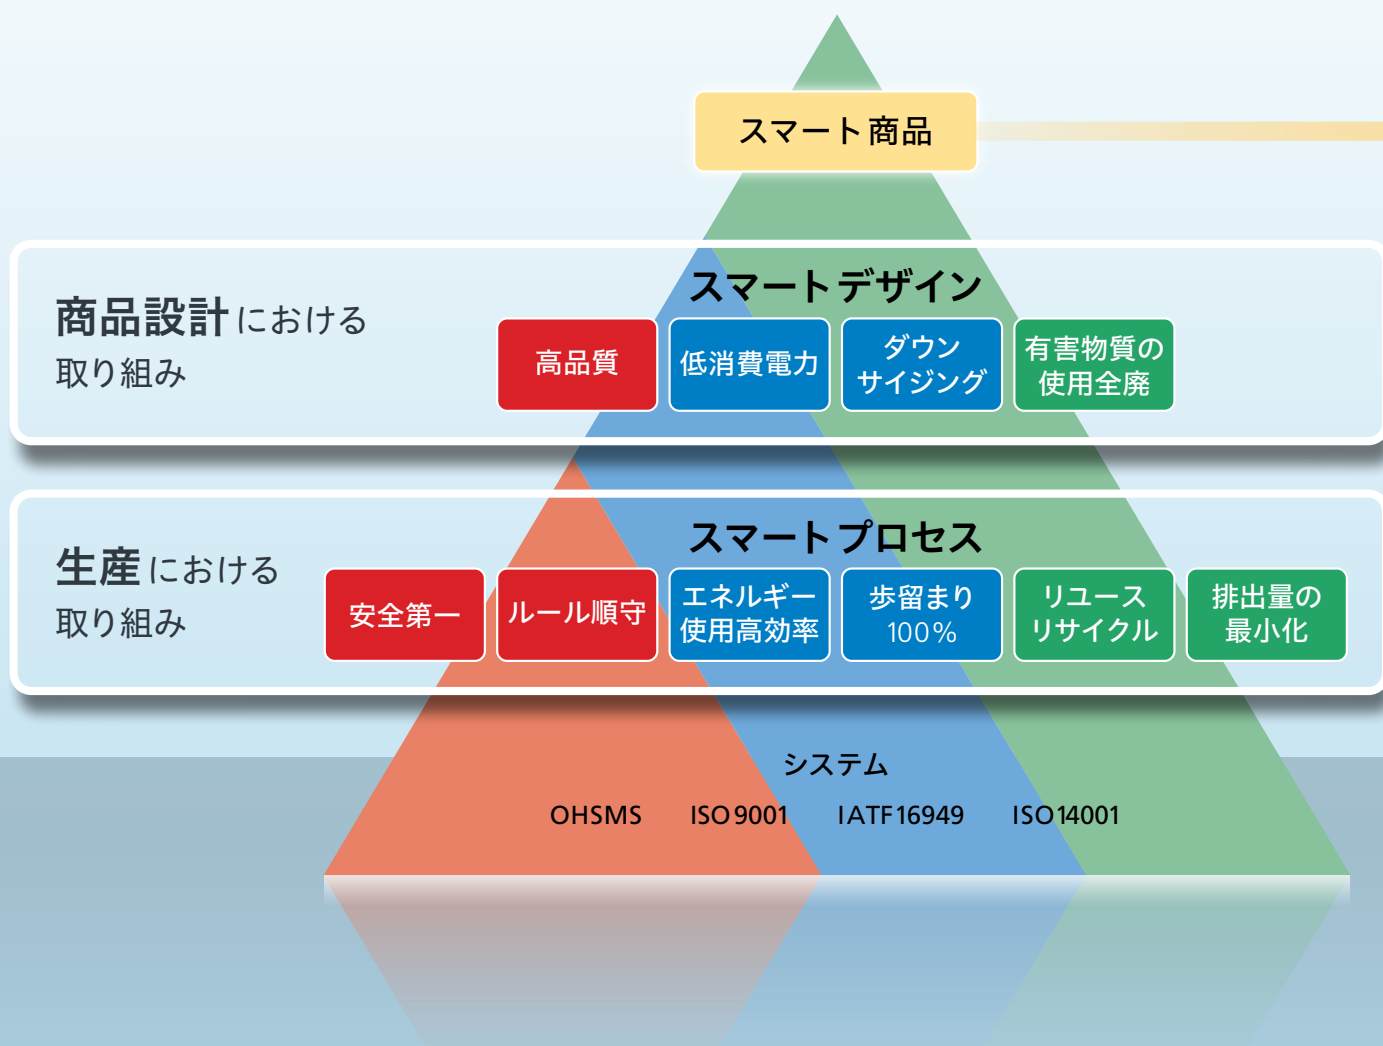 スマート商品
商品設計における
取り組み
スマートデザイン
高品質
低消費電力
ダウン
サイジング
有害物質の
使用全廃
生産における
取り組み
スマートプロセス
安全第一
ルール順守
エネルギー
使用高効率
歩留まり
100%
リユース
リサイクル
排出量の
最小化
システム
OHSMS ISO9001 IATF16949 ISO14001